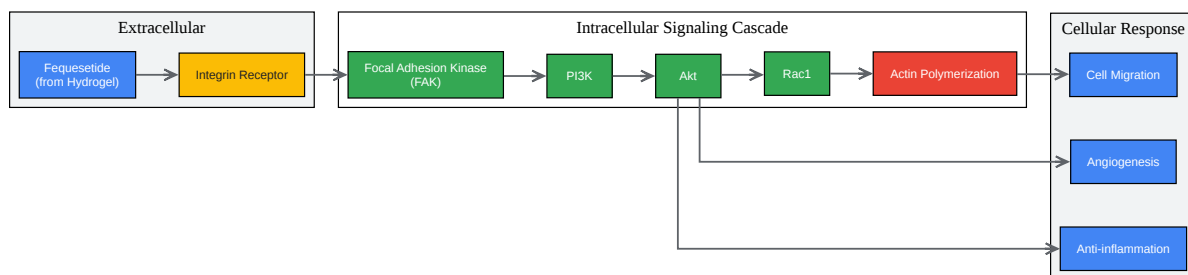 Extracellular
Fequesetide
(from Hydrogel)
Integrin Receptor
Intracellular Signaling Cascade
Focal Adhesion Kinase
(FAK)
PI3K
Akt
Rac1
Actin Polymerization
Cellular Response
Cell Migration
Angiogenesis
Anti-inflammation